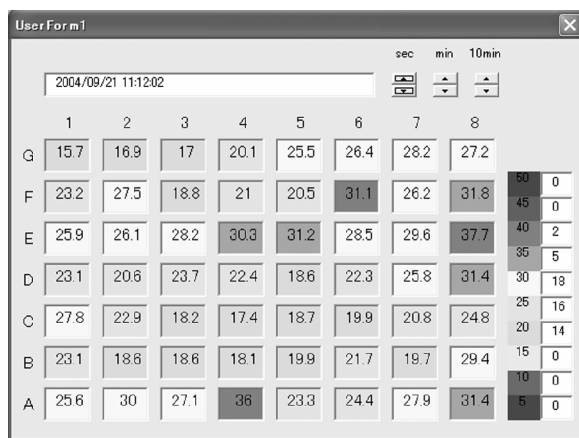 UserForm1
sec min 10min
2004/09/21 11:12:02
1 2 3 4 5 6 7 8
G 15.7 16.9 17 20.1 25.5 26.4 28.2 27.2
F 23.2 27.5 18.8 21 20.5 31.1 26.2 31.8
E 25.9 26.1 28.2 30.3 31.2 28.5 29.6 37.7
D 23.1 20.6 23.7 22.4 18.6 22.3 25.8 31.4
C 27.8 22.9 18.2 17.4 18.7 19.9 20.8 24.8
B 23.1 18.6 18.6 18.1 19.9 21.7 19.7 29.4
A 25.6 30 27.1 36 23.3 24.4 27.9 31.4
50 0
45 0
40 2
35 5
30 18
25 16
20 14
15 0
10 0
5 0